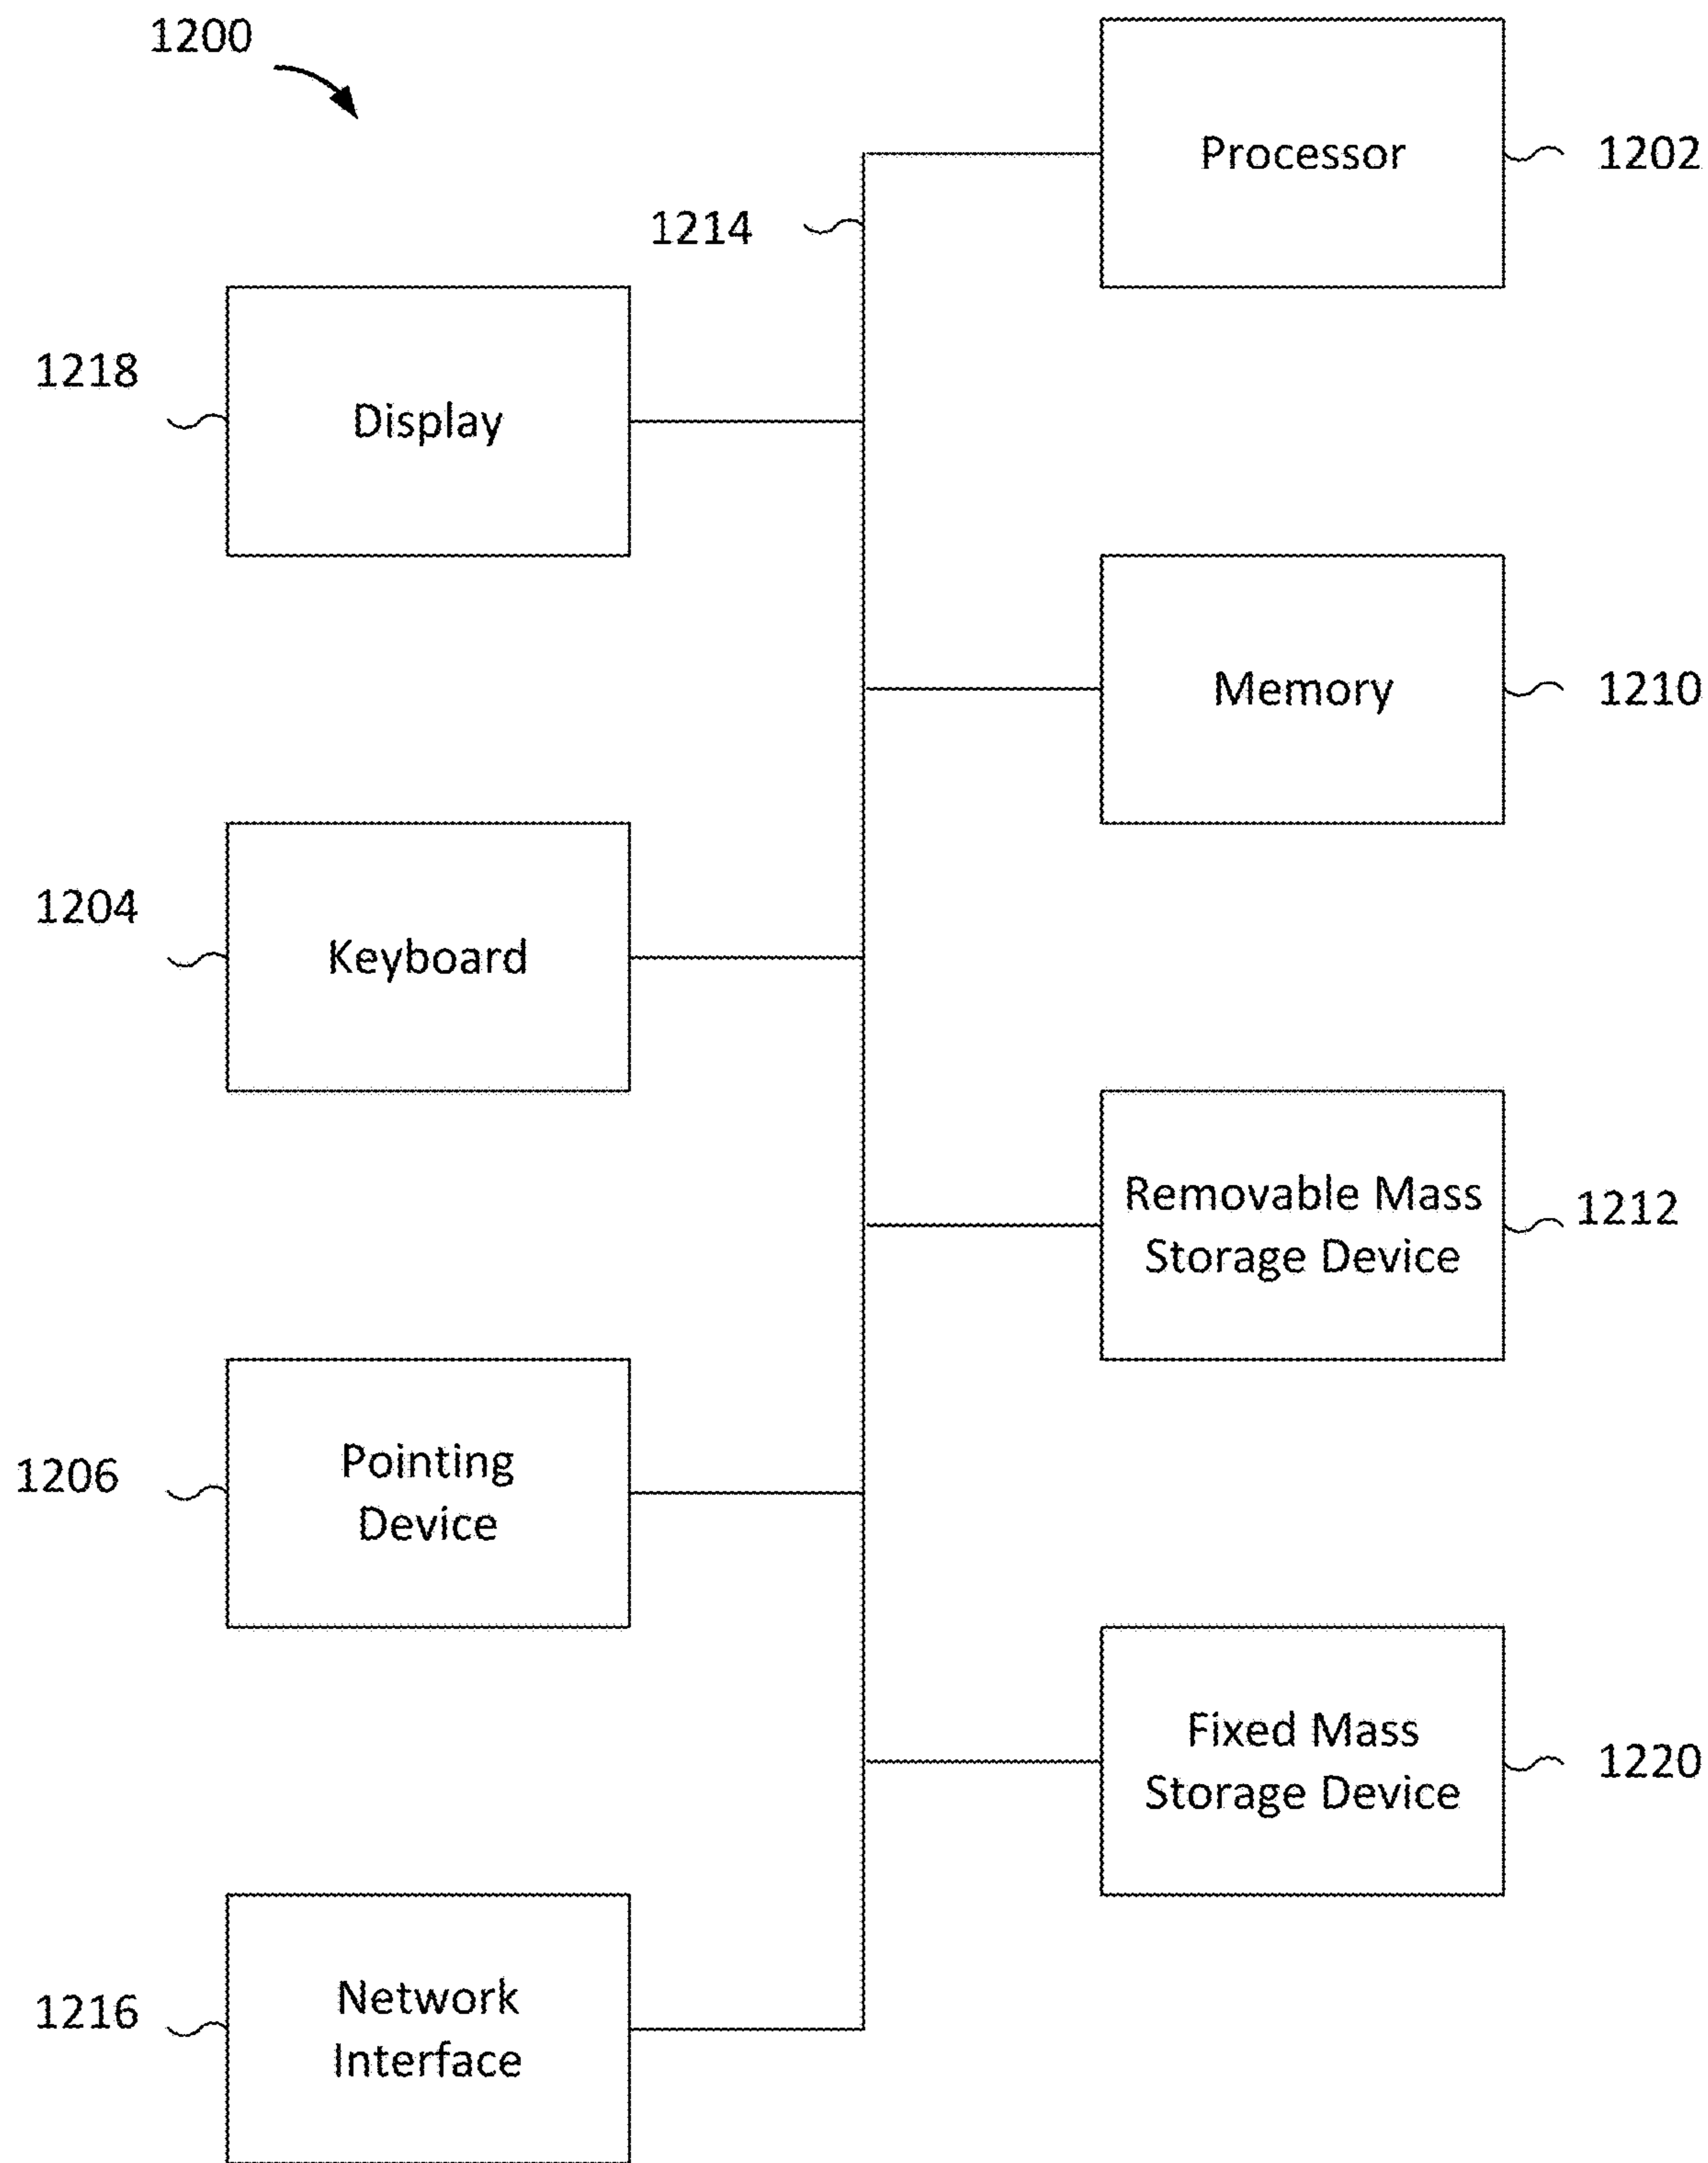 1200
Processor
1202
1214
1218
Display
Memory
1210
1204
Keyboard
Removable Mass
Storage Device
1212
1206
Pointing
Device
Fixed Mass
Storage Device
1220
1216
Network
Interface